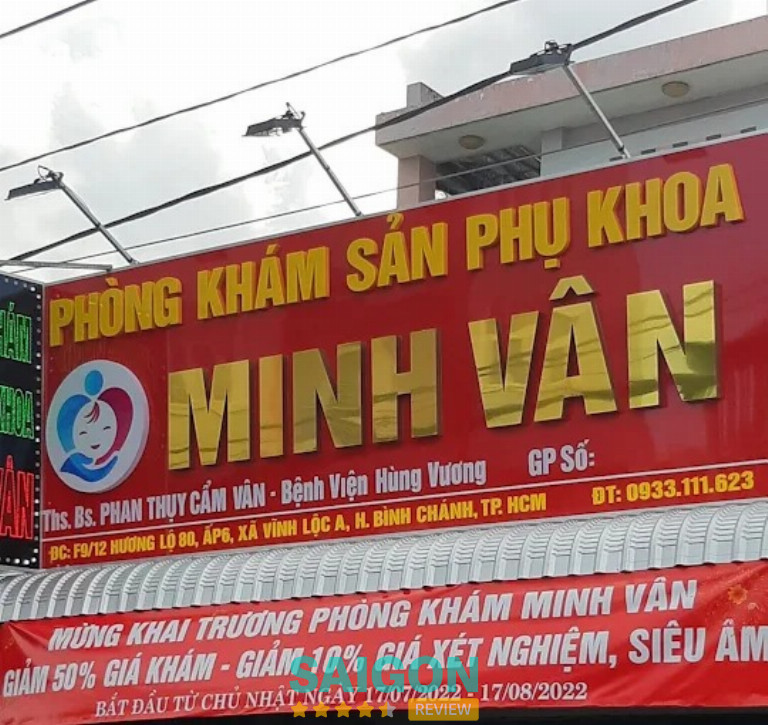 PHÒNG KHÁM SẢN PHỤ KHOA
MINH VÂN
Ths. Bs. PHAN THỤY CẨM VÂN - Bệnh Viện Hùng Vương
GP Số:
ĐC: F9/12 HƯƠNG LỘ 80, ẤP6, XÃ VĨNH LỘC A, H. BÌNH CHÁNH, TP. HCM
ĐT: 0933.111.623
MỪNG KHAI TRƯƠNG PHÒNG KHÁM MINH VÂN
GIẢM 50% GIÁ KHÁM - GIẢM 10% GIÁ XÉT NGHIỆM, SIÊU ÂM
BẮT ĐẦU TỪ CHỦ NHẬT NGÀY 17/07/2022 - 17/08/2022
SAIGON
REVIEW